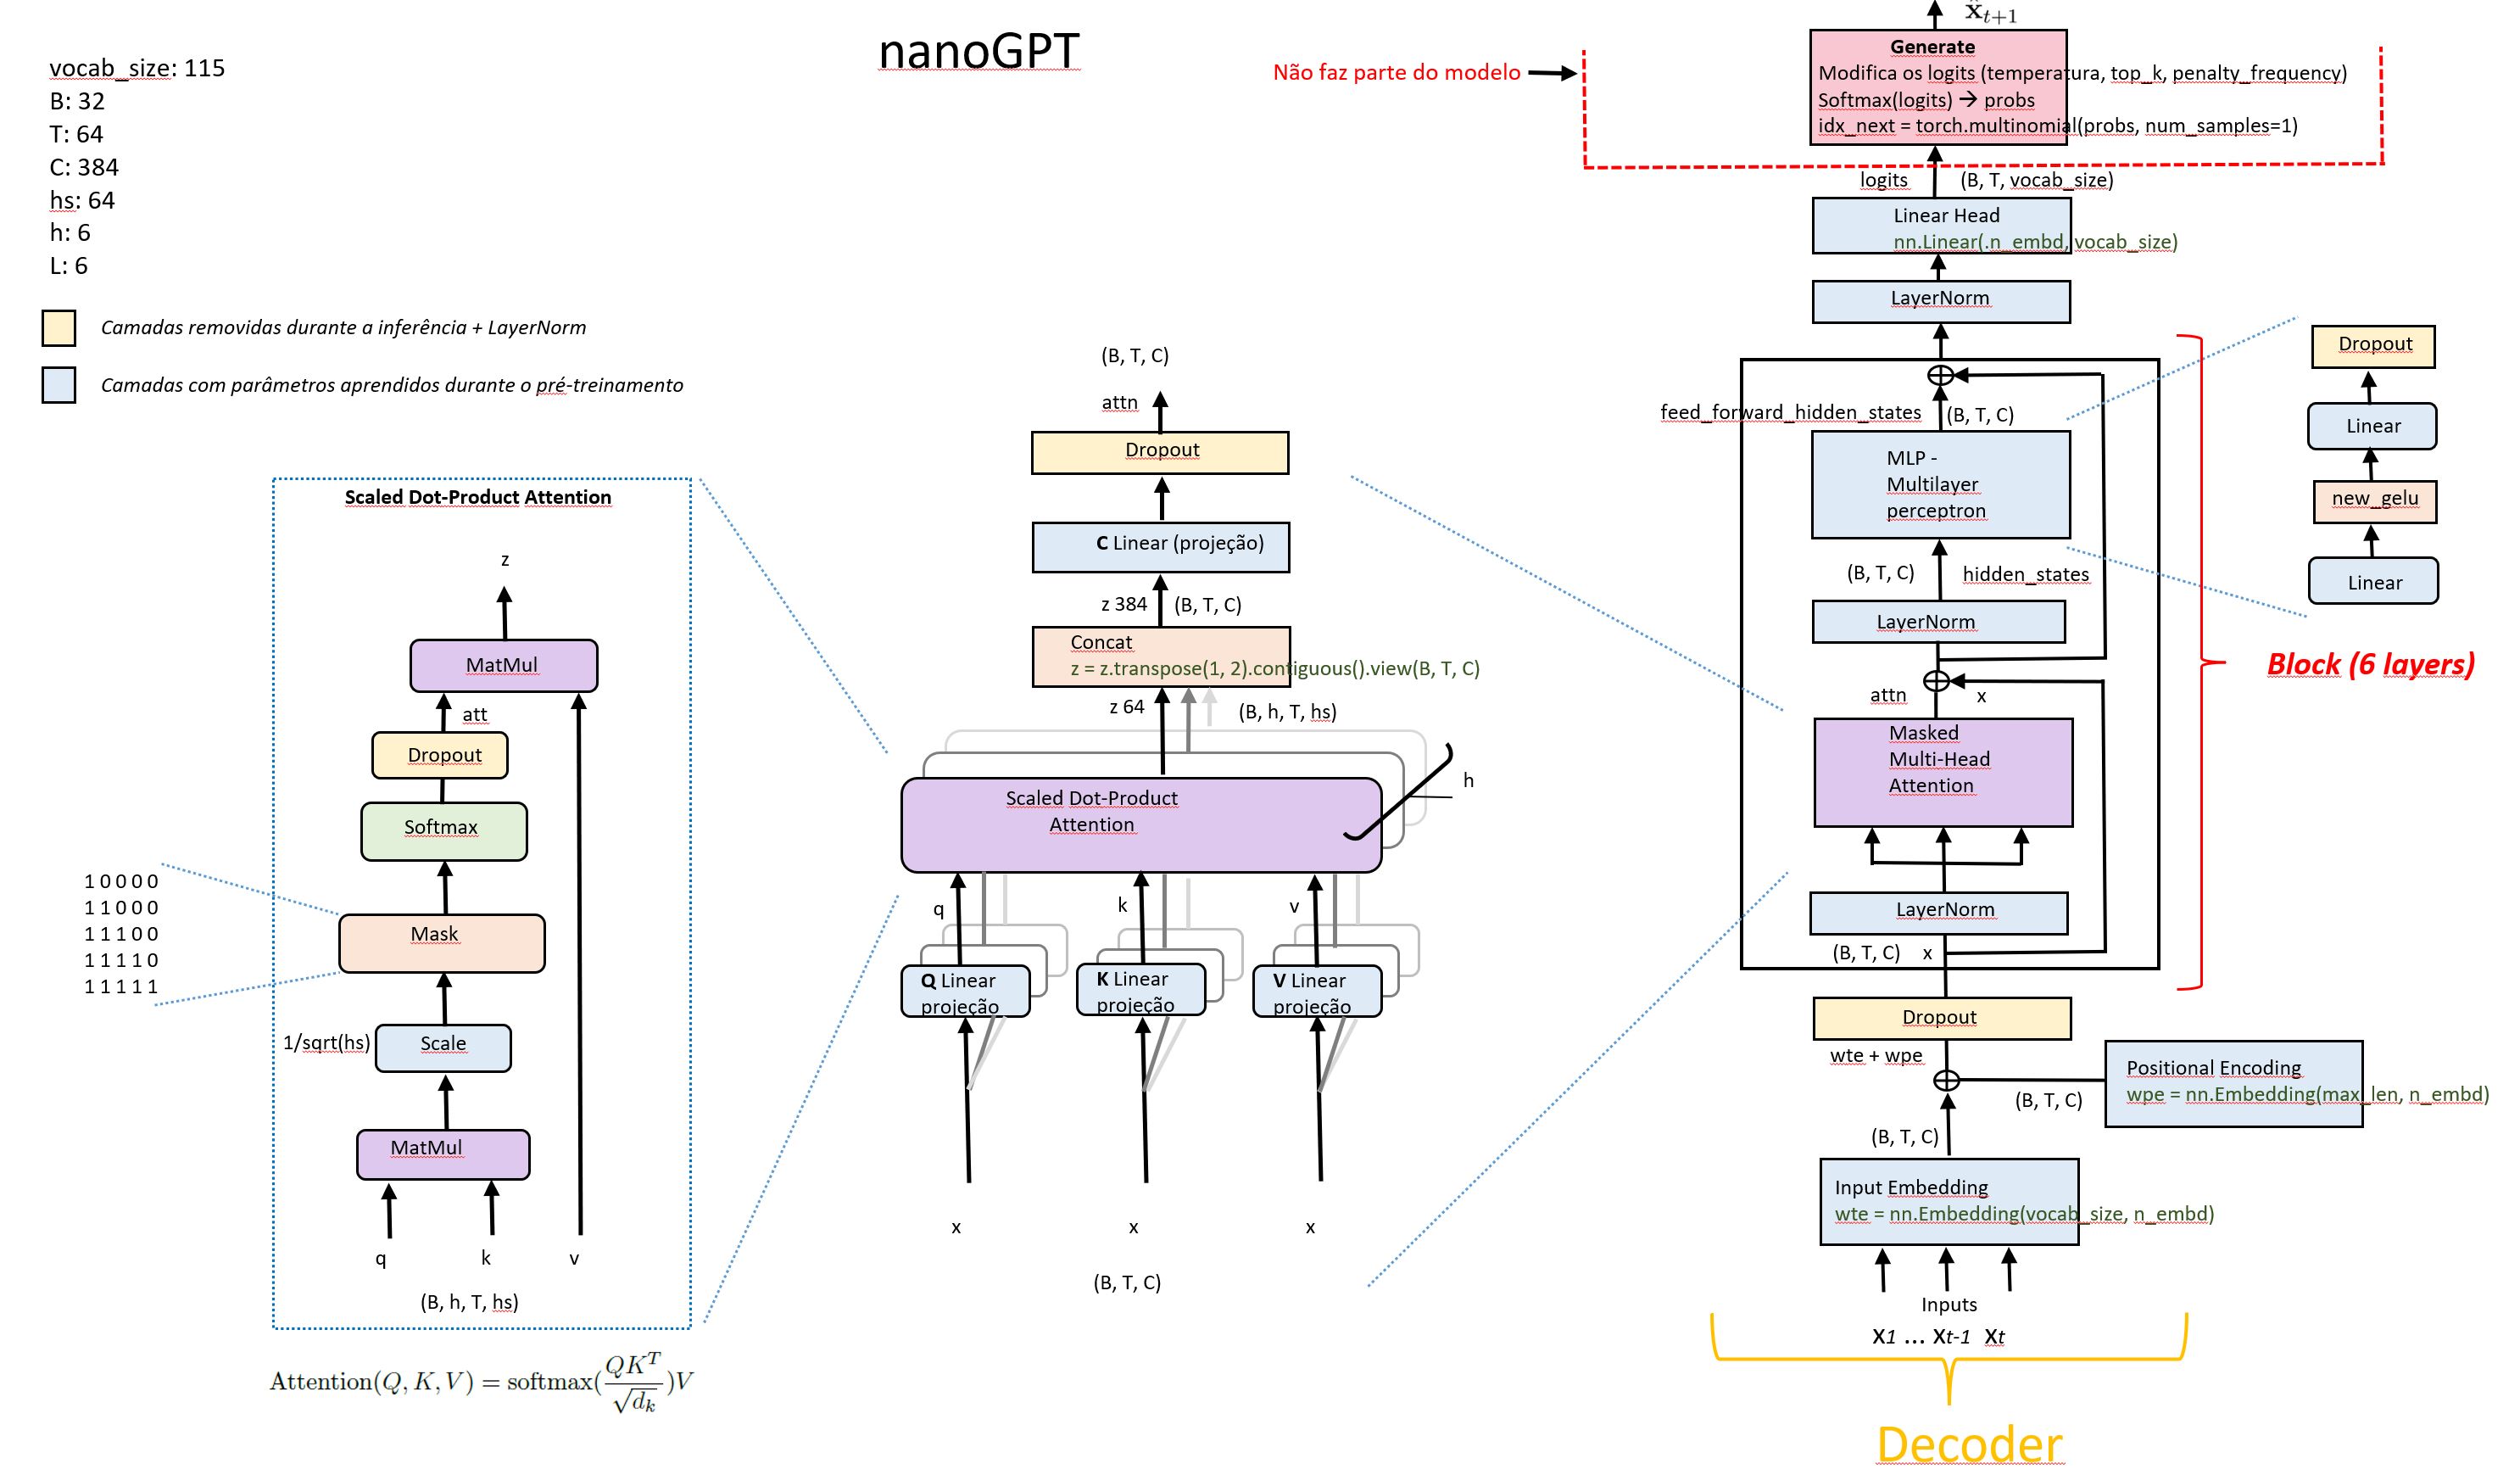 nanoGPT
vocab_size: 115
B: 32
T: 64
C: 384
hs: 64
h: 6
L: 6
Camadas removidas durante a inferência + LayerNorm
Camadas com parâmetros aprendidos durante o pré-treinamento
Scaled Dot-Product Attention
z
MatMul
att
Dropout
Softmax
1 0 0 0 0
1 1 0 0 0
1 1 1 0 0
1 1 1 1 0
1 1 1 1 1
Mask
1/sqrt(hs)
Scale
MatMul
q k v
(B, h, T, hs)
Attention(Q, K, V) = softmax(QK^T/√d_k)V
(B, T, C)
attn
Dropout
C Linear (projeção)
z 384 (B, T, C)
Concat
z = z.transpose(1, 2).contiguous().view(B, T, C)
z 64 (B, h, T, hs)
h
Scaled Dot-Product
Attention
q k v
Q Linear
projeção
K Linear
projeção
V Linear
projeção
x x x
(B, T, C)
x̂t+1
Não faz parte do modelo
Generate
Modifica os logits (temperatura, top_k, penalty_frequency)
Softmax(logits) → probs
idx_next = torch.multinomial(probs, num_samples=1)
logits (B, T, vocab_size)
Linear Head
nn.Linear(.n_embd, vocab_size)
LayerNorm
feed_forward_hidden_states (B, T, C)
MLP -
Multilayer
perceptron
(B, T, C) hidden_states
LayerNorm
attn x
Masked
Multi-Head
Attention
LayerNorm
(B, T, C) x
Dropout
wte + wpe
Positional Encoding
wpe = nn.Embedding(max_len, n_embd)
(B, T, C)
(B, T, C)
Input Embedding
wte = nn.Embedding(vocab_size, n_embd)
Inputs
X1 ... Xt-1 Xt
Decoder
Dropout
Linear
new_gelu
Linear
Block (6 layers)